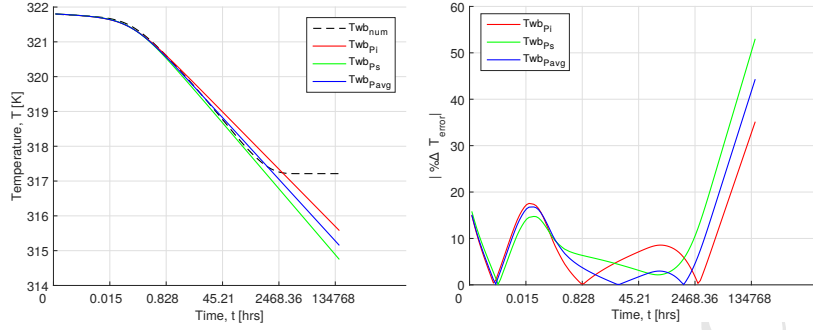 322
321
320
319
318
317
316
315
314
Temperature, T [K]
0 0.015 0.828 45.21 2468.36 134768
Time, t [hrs]
Twb_num
Twb_Pi
Twb_Ps
Twb_Pavg
60
50
40
30
20
10
0
| %Δ T_error|
0 0.015 0.828 45.21 2468.36 134768
Time, t [hrs]
Twb_Pi
Twb_Ps
Twb_Pavg